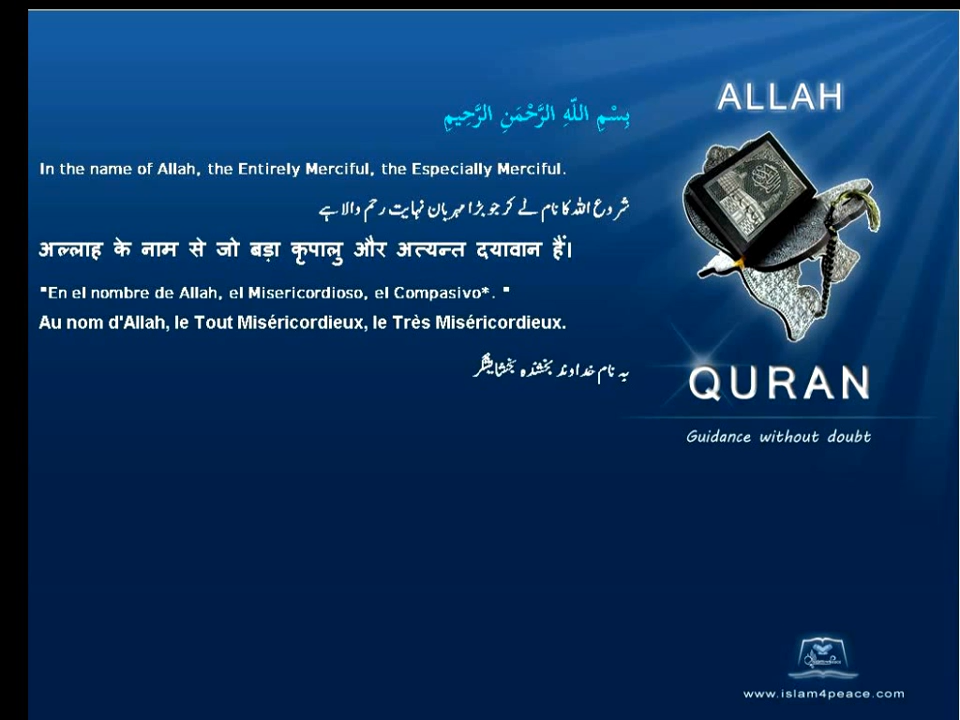 بِسْمِ اللّهِ الرَّحْمَنِ الرَّحِيمِ
In the name of Allah, the Entirely Merciful, the Especially Merciful.
شروع اللہ کا نام لے کر جو بڑا مہربان نہایت رحم والا ہے
अल्लाह के नाम से जो बड़ा कृपालु और अत्यन्त दयावान हैं।
"En el nombre de Allah, el Misericordioso, el Compasivo*. "
Au nom d'Allah, le Tout Miséricordieux, le Très Miséricordieux.
به نام خداوند بخشنده بخشایشگر
ALLAH
QURAN
Guidance without doubt
www.islam4peace.com